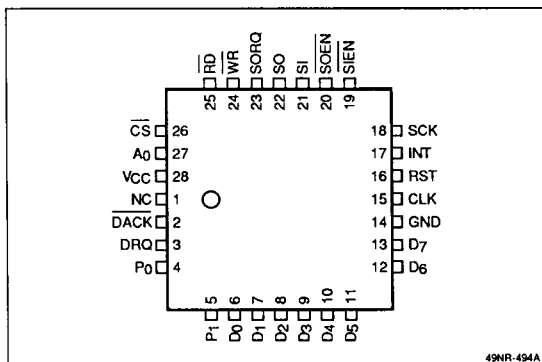 RD WR SORQ SO SI SOEN SIEN
25 24 23 22 21 20 19
CS 26
A0 27
VCC 28
NC 1
DACK 2
DRQ 3
P0 4
18 SCK
17 INT
16 RST
15 CLK
14 GND
13 D7
12 D6
5 6 7 8 9 10 11
P1 D0 D1 D2 D3 D4 D5
49NR-494A